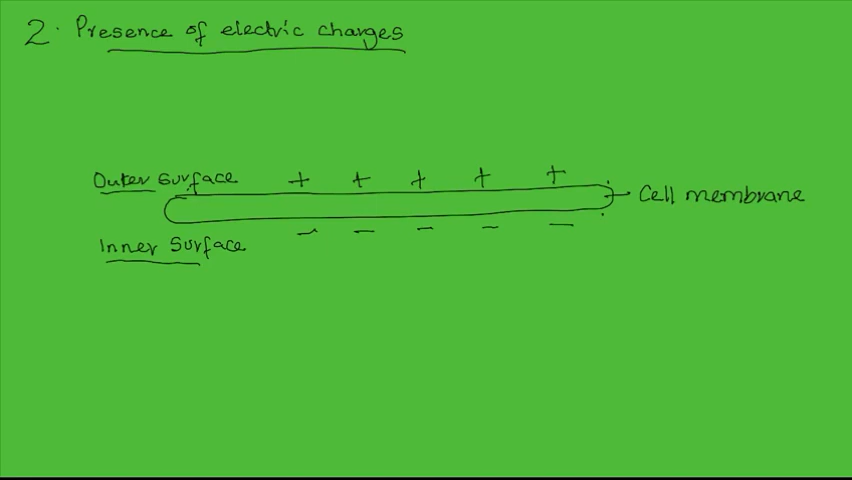 2. Presence of electric charges
Outer Surface + + + + +
Cell membrane
Inner Surface - - - - -